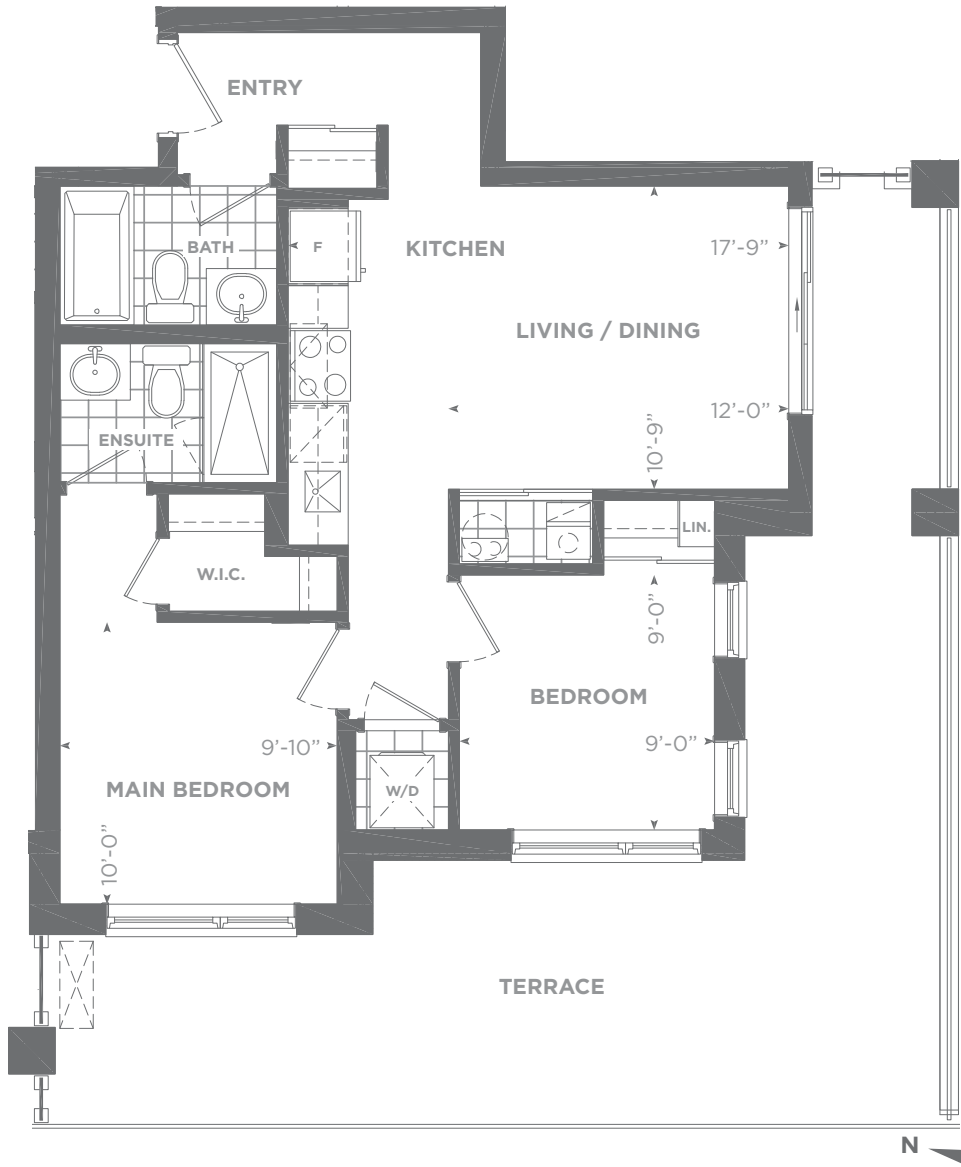 ENTRY
BATH
F
KITCHEN
17'-9”
LIVING / DINING
12'-0”
ENSUITE
10'-9”
LIN.
W.I.C.
9'-0”
BEDROOM
9'-10”
9'-0”
MAIN BEDROOM
W/D
10'-0”
TERRACE
N